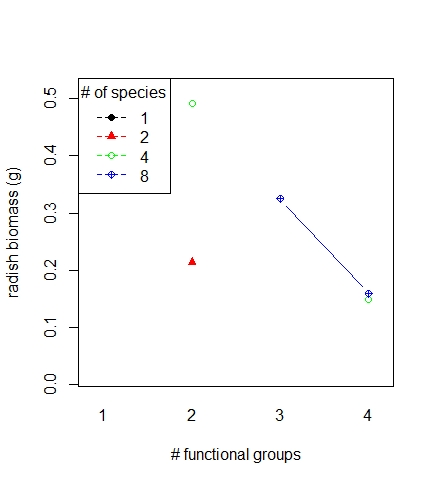 # of species
1
2
4
8
radish biomass (g)
0.5
0.4
0.3
0.2
0.1
0.0
1 2 3 4
# functional groups